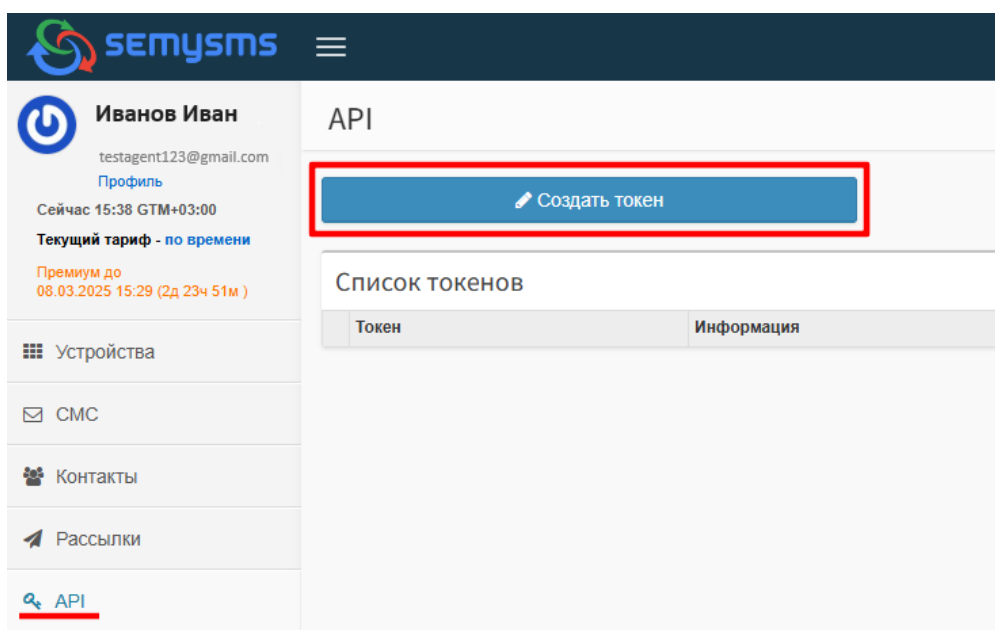 semysms
Иванов Иван
testagent123@gmail.com
Профиль
Сейчас 15:38 GTM+03:00
Текущий тариф - по времени
Премиум до
08.03.2025 15:29 (2д 23ч 51м )
Устройства
СМС
Контакты
Рассылки
API
API
Создать токен
Список токенов
Токен Информация